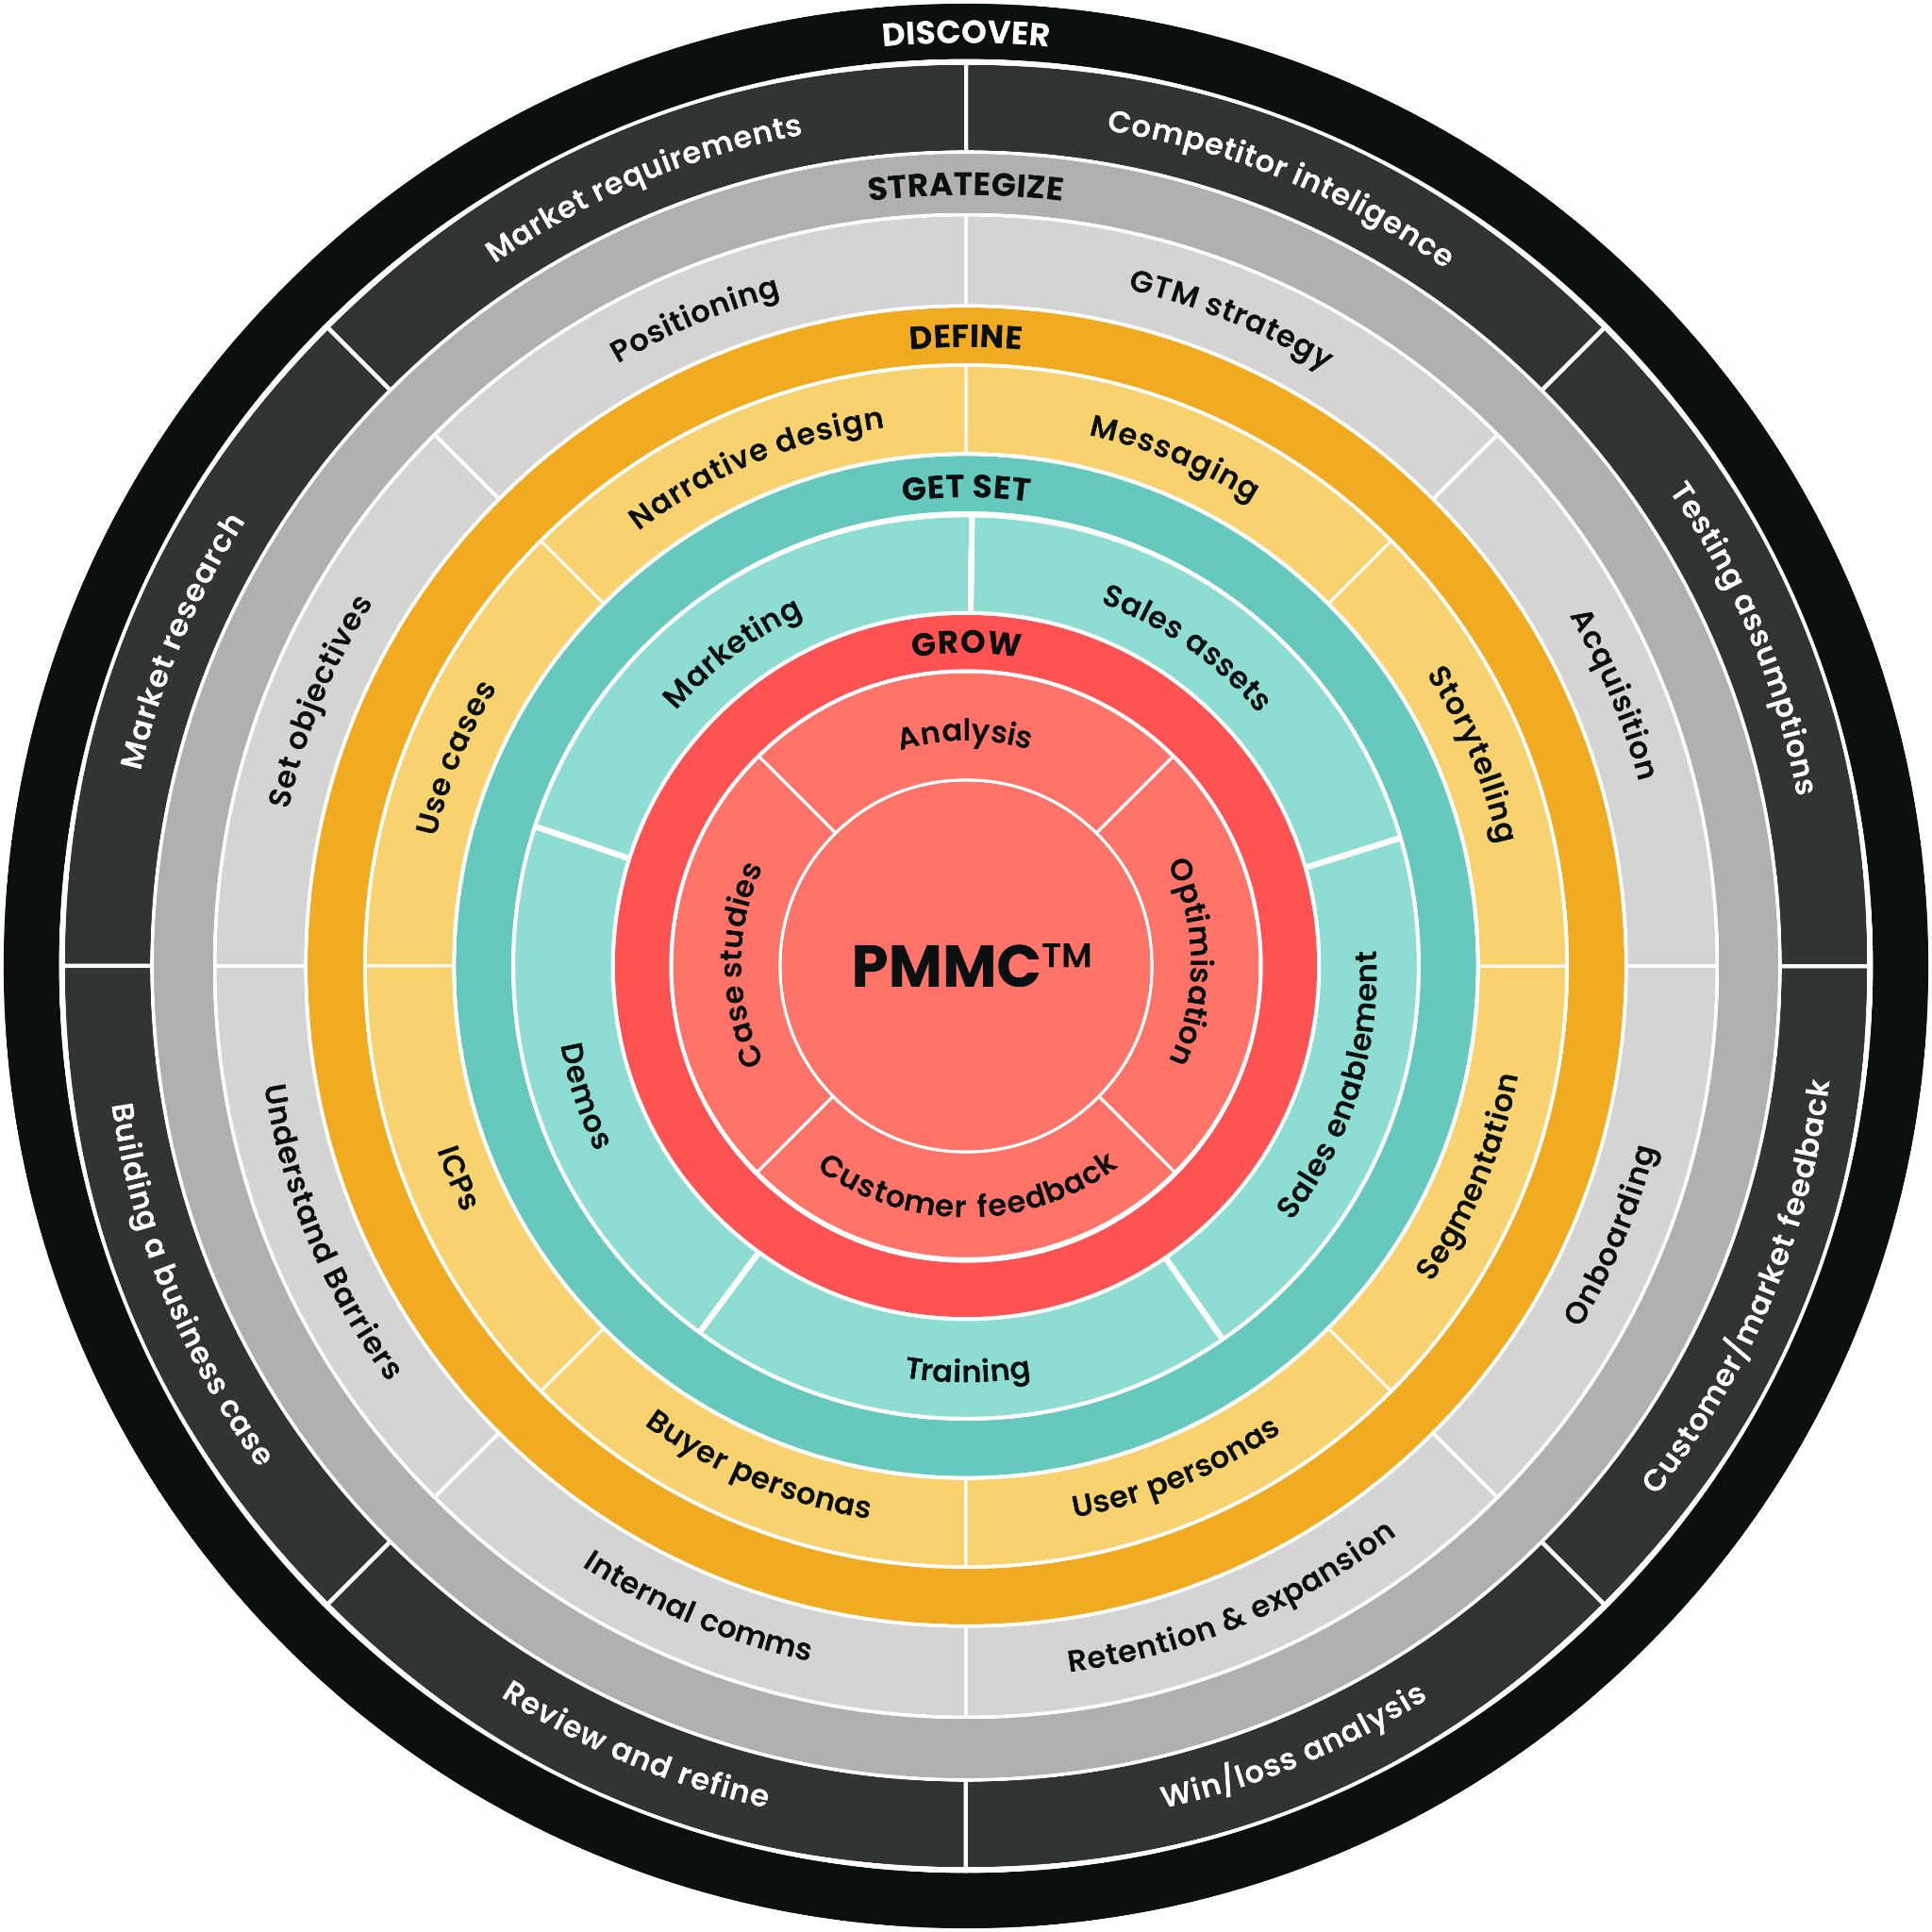 DISCOVER
Market requirements
Competitor inteligence
Testing assumptions
Customer/market feedback
Win/loss analysis
Review and refine
Building a business case
Market research
STRATEGIZE
Positioning
GTM strategy
Acquisition
Onboarding
Retention & expansion
Internal comms
Understand Barriers
Set objectives
DEFINE
Narrative design
Messaging
Storytelling
Segmentation
User personas
Buyer personas
ICPs
Use cases
GET SET
Marketing
Sales assets
Sales enablement
Training
Demos
GROW
Analysis
Optimisation
Customer feedback
Case studies
PMMC™